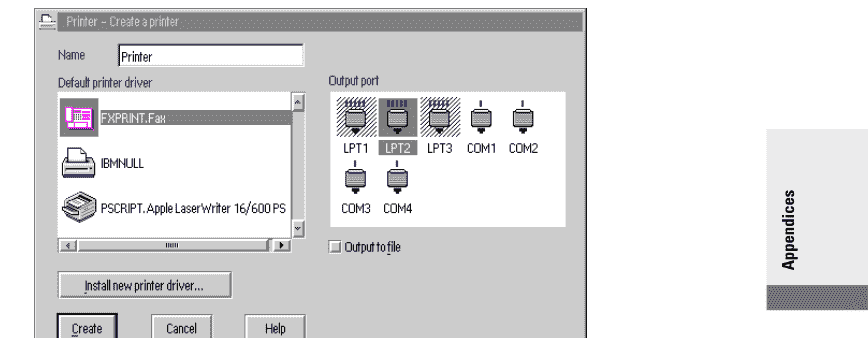 Printer – Create a printer
Name
Printer
Default printer driver
FXPRINT.Fax
IBMNULL
PSCRIPT.Apple LaserWriter 16/600 PS
Output port
LPT1 LPT2 LPT3 COM1 COM2
COM3 COM4
Output to file
Install new printer driver...
Create Cancel Help
Appendices